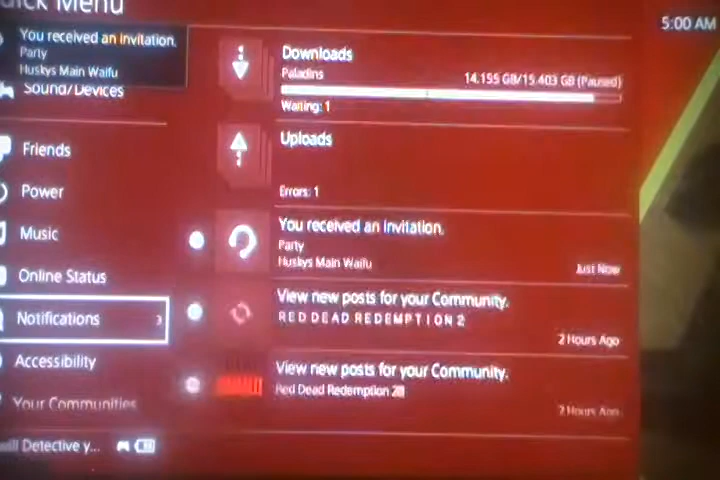 Menu
5:00 AM
You received an invitation.
Party
Huskys Main Waifu
Sound/Devices
Friends
Power
Music
Online Status
Notifications
Accessibility
Your Communities
Detective y...
Downloads
Paladins
14.155 GB/15.403 GB (Paused)
Waiting: 1
Uploads
Errors: 1
You received an invitation.
Party
Huskys Main Waifu
Just Now
View new posts for your Community.
RED DEAD REDEMPTION 2
2 Hours Ago
View new posts for your Community.
Red Dead Redemption
2 Hours Ago